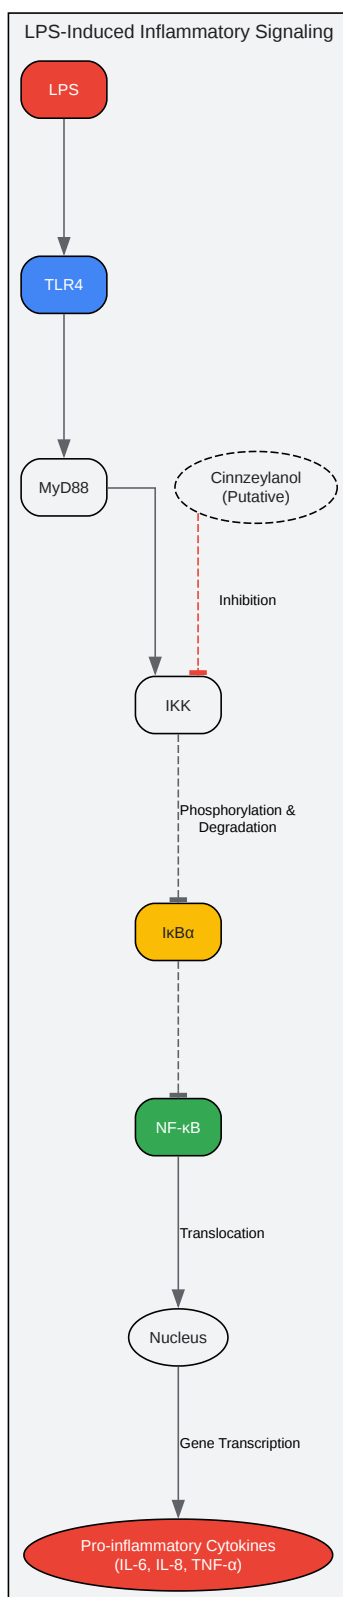 LPS-Induced Inflammatory Signaling
LPS
TLR4
MyD88
Cinnzeylanol
(Putative)
Inhibition
IKK
Phosphorylation &
Degradation
IκBα
NF-κB
Translocation
Nucleus
Gene Transcription
Pro-inflammatory Cytokines
(IL-6, IL-8, TNF-α)